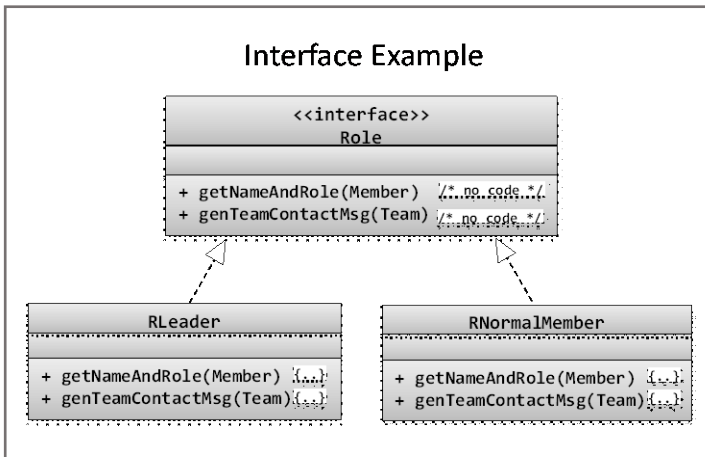 Interface Example
<<interface>>
Role
+ getNameAndRole(Member) /* no code */
+ genTeamContactMsg(Team) /* no code */
RLeader
+ getNameAndRole(Member) {..}
+ genTeamContactMsg(Team) {..}
RNormalMember
+ getNameAndRole(Member) {..}
+ genTeamContactMsg(Team) {..}